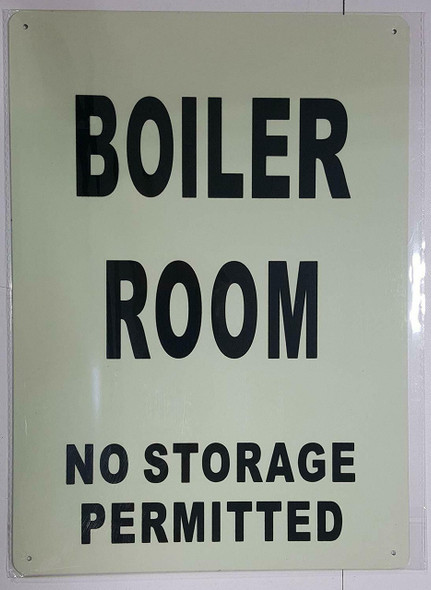 BOILER
ROOM
NO STORAGE
PERMITTED